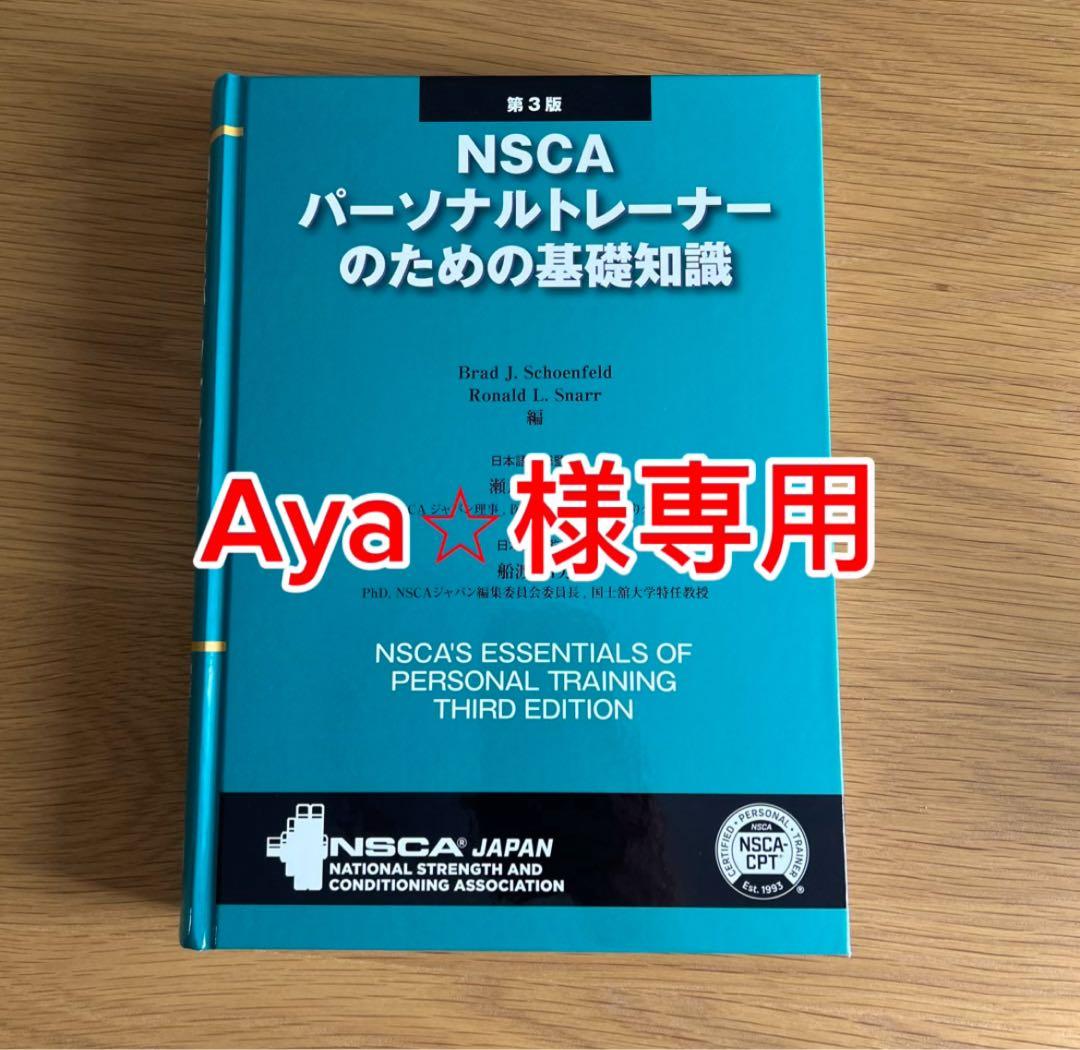 第3版
NSCA
パーソナルトレーナー
のための基礎知識
Brad J. Schoenfeld
Ronald L. Snarr
編
Aya☆様専用
PhD, NSCAジャパン編集委員会委員長, 国士舘大学特任教授
NSCA'S ESSENTIALS OF
PERSONAL TRAINING
THIRD EDITION
NSCA® JAPAN
NATIONAL STRENGTH AND
CONDITIONING ASSOCIATION
CERTIFIED・PERSONAL・TRAINER
NSCA
NSCA-
CPT®
Est. 1993
®